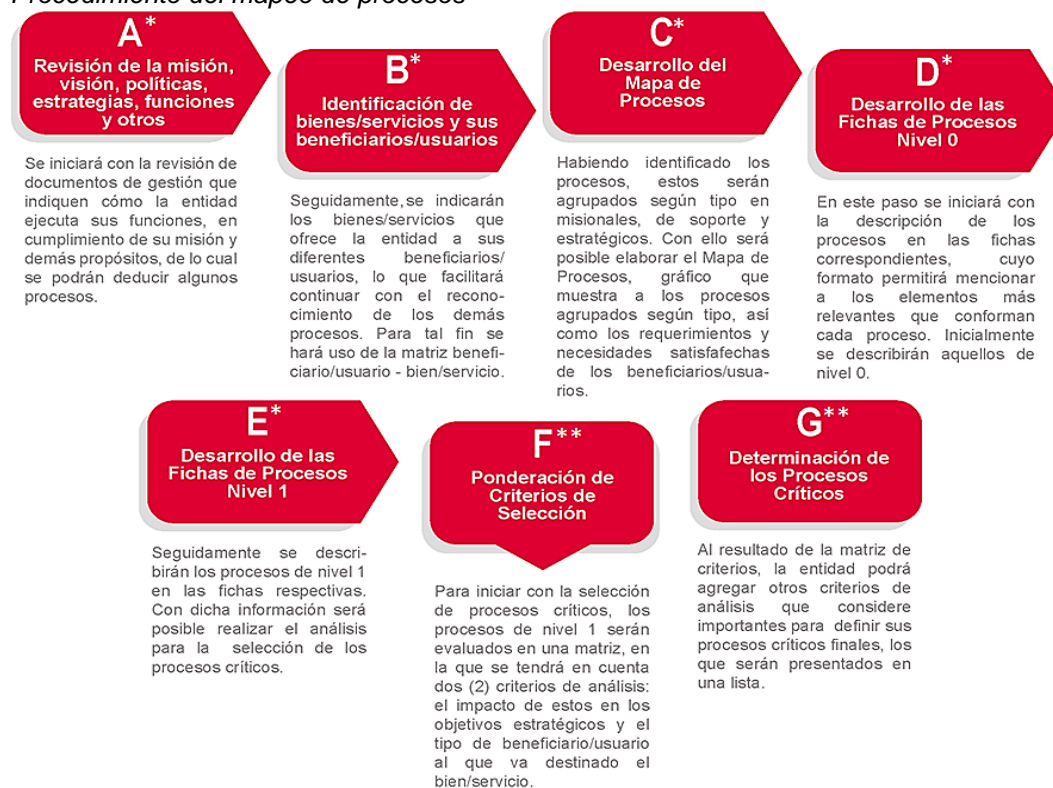 Procedimiento del mapeo de procesos
A*
Revisión de la misión,
visión, políticas,
estrategias, funciones
y otros
Se iniciará con la revisión de
documentos de gestión que
indiquen cómo la entidad
ejecuta sus funciones, en
cumplimiento de su misión y
demás propósitos, de lo cual
se podrán deducir algunos
procesos.
B*
Identificación de
bienes/servicios y sus
beneficiarios/usuarios
Seguidamente, se indicarán
los bienes/servicios que
ofrece la entidad a sus
diferentes beneficiarios/
usuarios, lo que facilitará
continuar con el recono-
cimiento de los demás
procesos. Para tal fin se
hará uso de la matriz benefi-
ciario/usuario - bien/servicio.
C*
Desarrollo del
Mapa de
Procesos
Habiendo identificado los
procesos, estos serán
agrupados según tipo en
misionales, de soporte y
estratégicos. Con ello será
posible elaborar el Mapa de
Procesos, gráfico que
muestra a los procesos
agrupados según tipo, así
como los requerimientos y
necesidades satisfafechas
de los beneficiarios/usua-
rios.
D*
Desarrollo de las
Fichas de Procesos
Nivel 0
En este paso se iniciará con
la descripción de los
procesos en las fichas
correspondientes, cuyo
formato permitirá mencionar
a los elementos más
relevantes que conforman
cada proceso. Inicialmente
se describirán aquellos de
nivel 0.
E*
Desarrollo de las
Fichas de Procesos
Nivel 1
Seguidamente se descri-
birán los procesos de nivel 1
en las fichas respectivas.
Con dicha información será
posible realizar el análisis
para la selección de los
procesos críticos.
F**
Ponderación de
Criterios de
Selección
Para iniciar con la selección
de procesos críticos, los
procesos de nivel 1 serán
evaluados en una matriz, en
la que se tendrá en cuenta
dos (2) criterios de análisis:
el impacto de estos en los
objetivos estratégicos y el
tipo de beneficiario/usuario
al que va destinado el
bien/servicio.
G**
Determinación de
los Procesos
Críticos
Al resultado de la matriz de
criterios, la entidad podrá
agregar otros criterios de
análisis que considere
importantes para definir sus
procesos críticos finales, los
que serán presentados en
una lista.